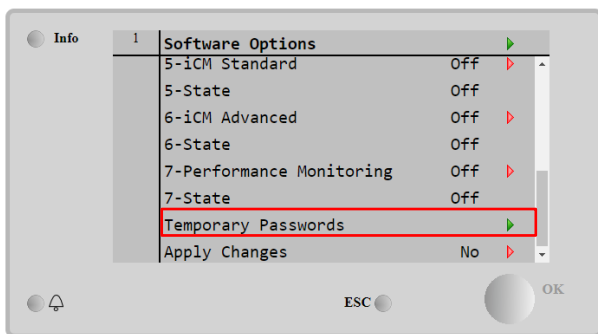 Info
1 Software Options
5-iCM Standard Off
5-State Off
6-iCM Advanced Off
6-State Off
7-Performance Monitoring Off
7-State Off
Temporary Passwords
Apply Changes No
ESC
OK